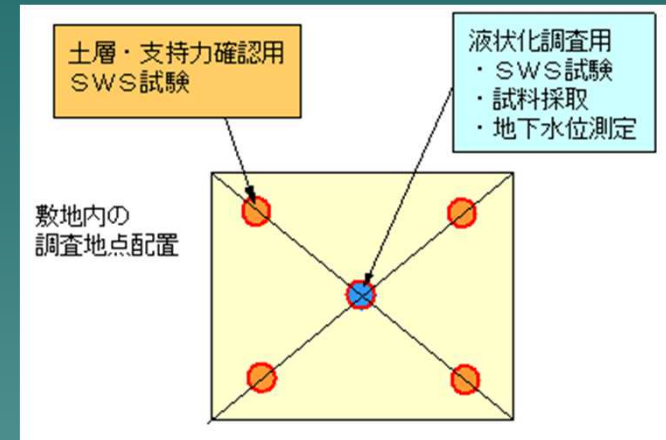 土層・支持力確認用
ＳＷＳ試験
液状化調査用
・ＳＷＳ試験
・試料採取
・地下水位測定
敷地内の
調査地点配置